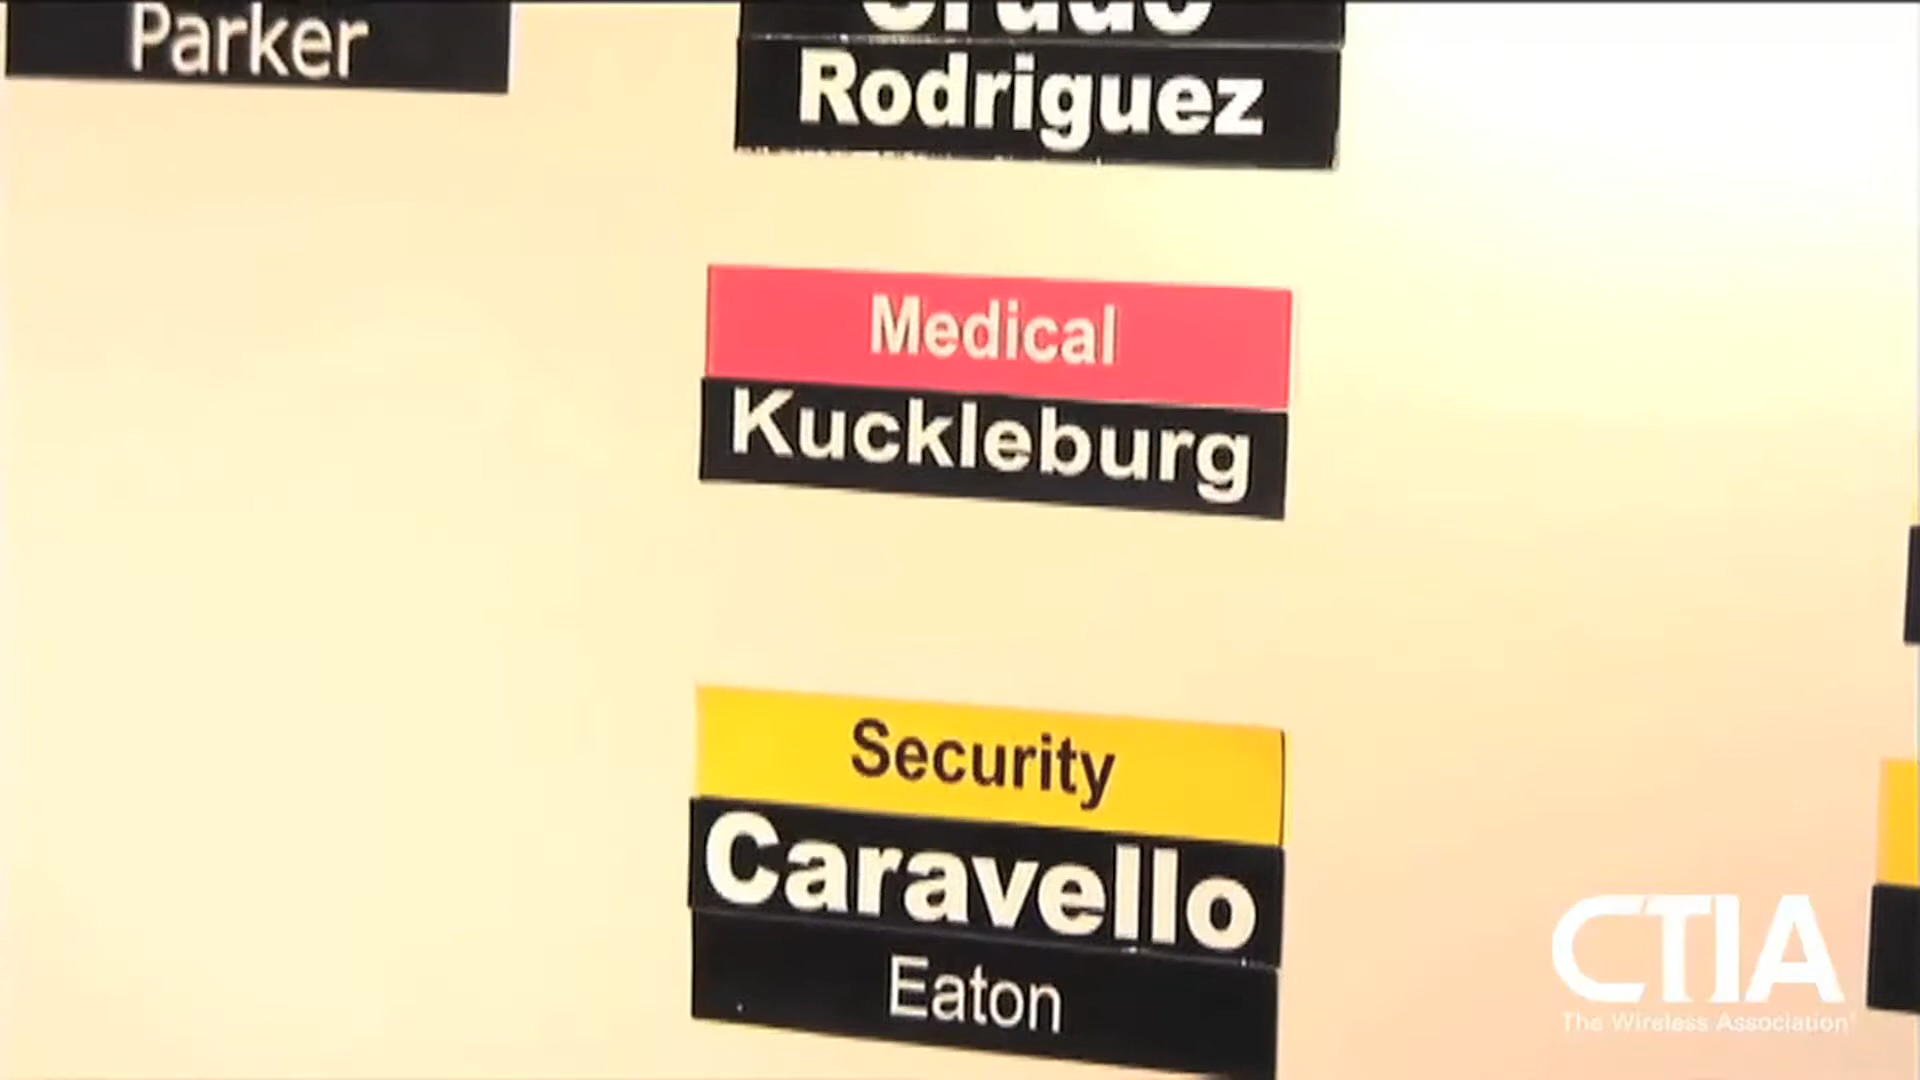 Parker
Rodriguez
Medical
Kuckleburg
Security
Caravello
Eaton
CTIA
The Wireless Association®